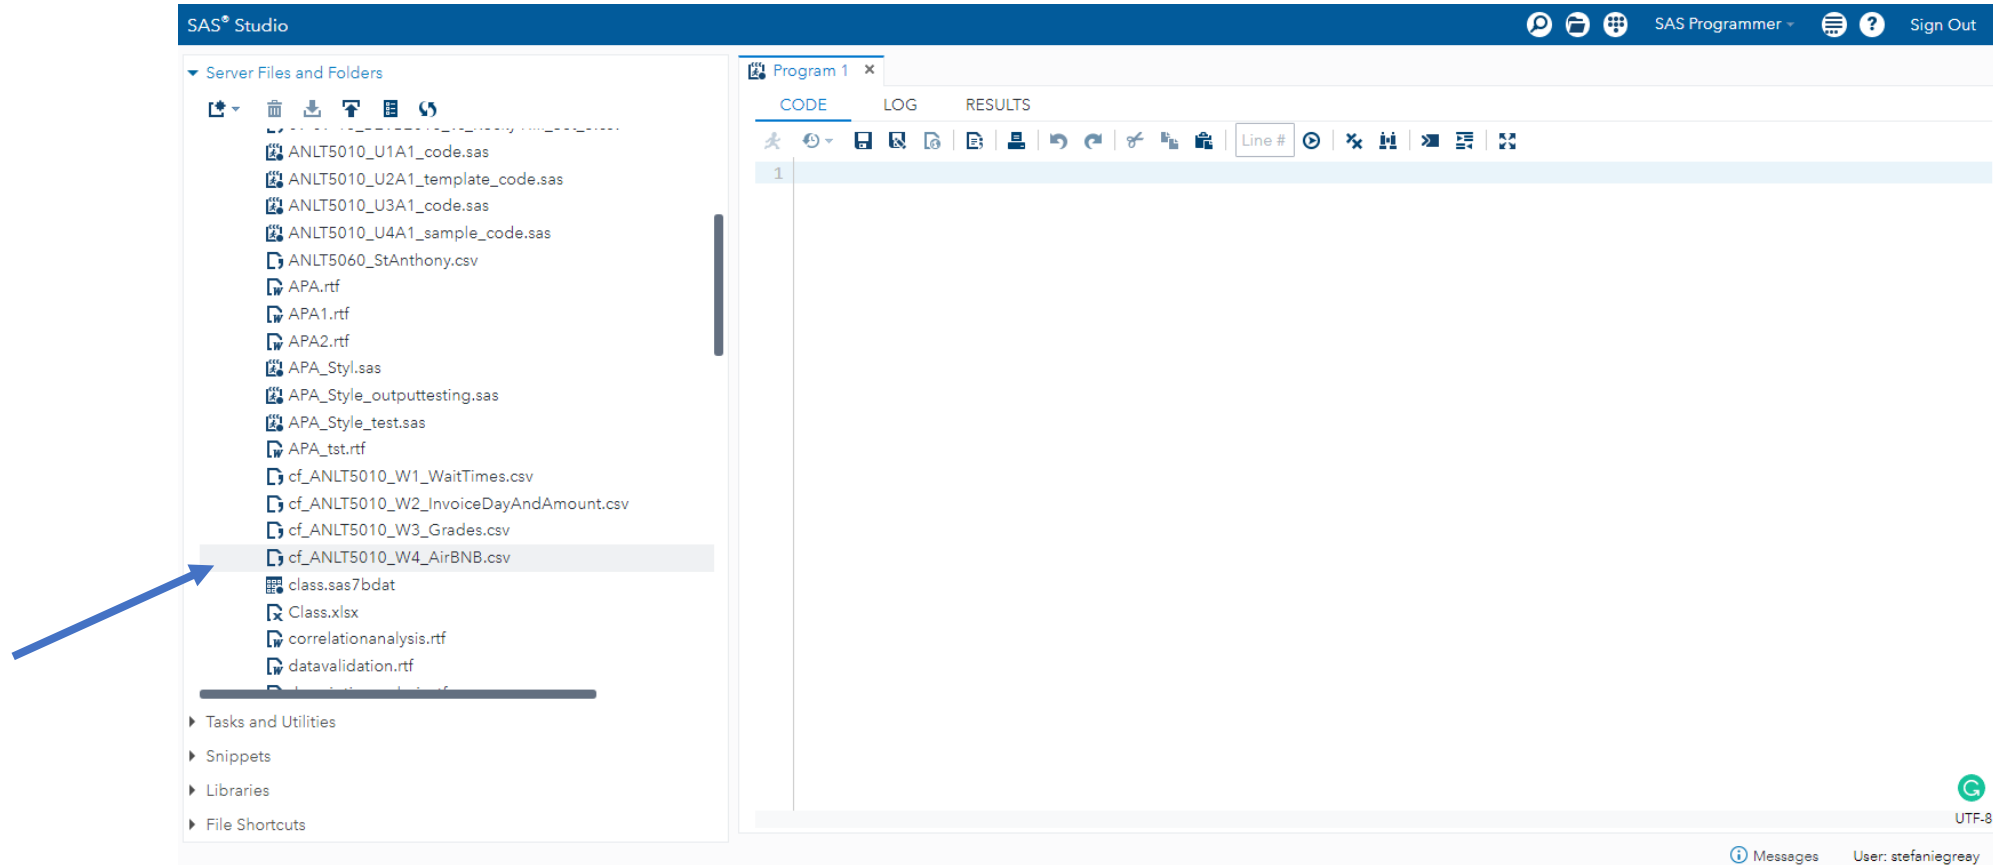 SAS® Studio
SAS Programmer
Sign Out
Server Files and Folders
ANLT5010_U1A1_code.sas
ANLT5010_U2A1_template_code.sas
ANLT5010_U3A1_code.sas
ANLT5010_U4A1_sample_code.sas
ANLT5060_StAnthony.csv
APA.rtf
APA1.rtf
APA2.rtf
APA_Styl.sas
APA_Style_outputtesting.sas
APA_Style_test.sas
APA_tst.rtf
cf_ANLT5010_W1_WaitTimes.csv
cf_ANLT5010_W2_InvoiceDayAndAmount.csv
cf_ANLT5010_W3_Grades.csv
cf_ANLT5010_W4_AirBNB.csv
class.sas7bdat
Class.xlsx
correlationanalysis.rtf
datavalidation.rtf
Tasks and Utilities
Snippets
Libraries
File Shortcuts
Program 1
CODE LOG RESULTS
Line #
1
UTF-8
Messages User: stefaniegreay